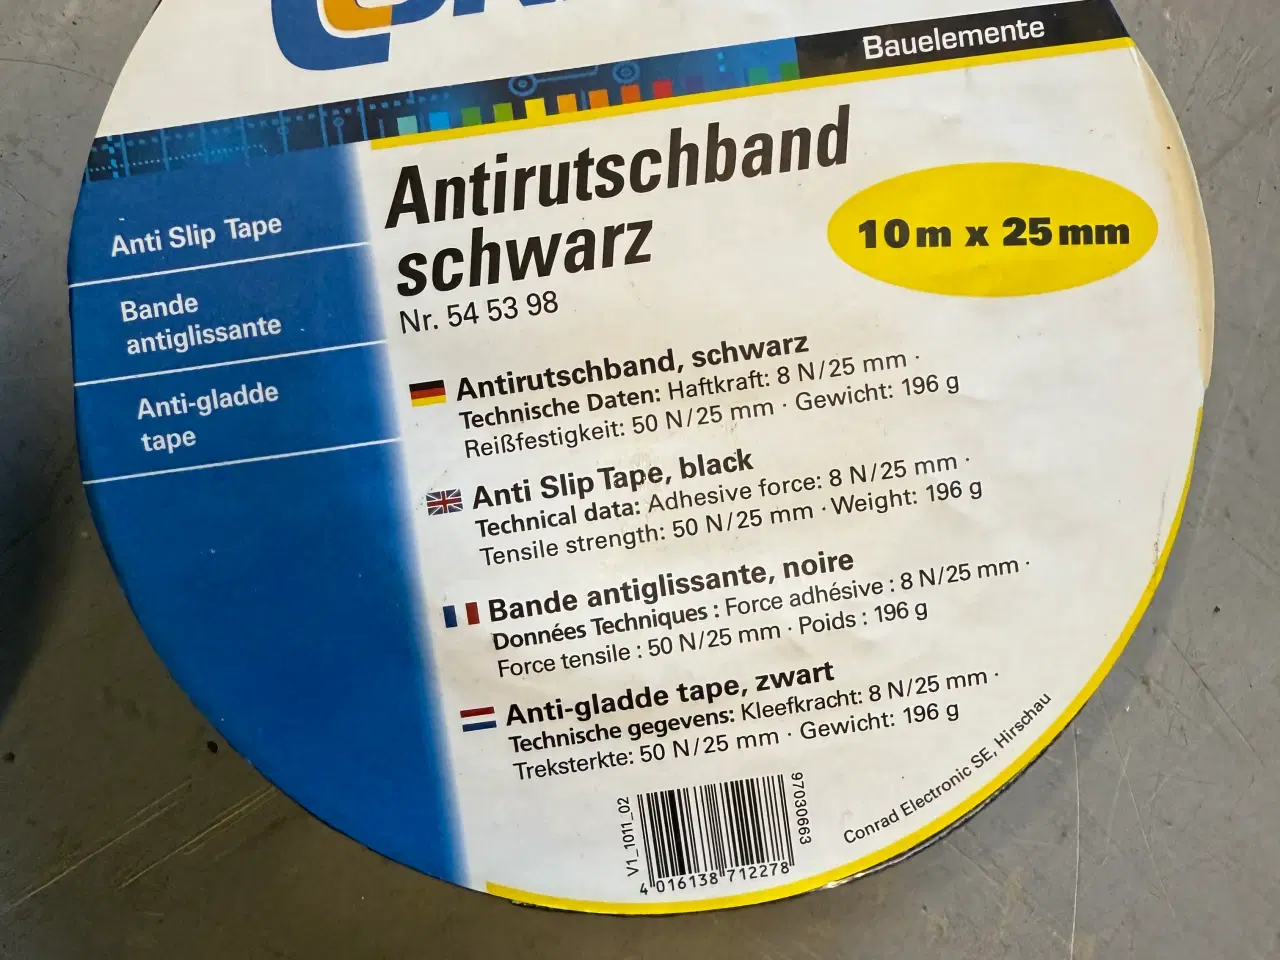 Bauelemente
Antirutschband
schwarz
Nr. 54 53 98
10 m x 25 mm
Anti Slip Tape
Bande
antiglissante
Anti-gladde
tape
Antirutschband, schwarz
Technische Daten: Haftkraft: 8 N/25 mm ·
Reißfestigkeit: 50 N/25 mm · Gewicht: 196 g
Anti Slip Tape, black
Technical data: Adhesive force: 8 N/25 mm ·
Tensile strength: 50 N/25 mm · Weight: 196 g
Bande antiglissante, noire
Données Techniques : Force adhésive : 8 N/25 mm ·
Force tensile : 50 N/25 mm · Poids : 196 g
Anti-gladde tape, zwart
Technische gegevens: Kleefkracht: 8 N/25 mm ·
Treksterkte: 50 N/25 mm · Gewicht: 196 g
V1_1011_02
4 016138 712278
97030663
Conrad Electronic SE, Hirschau